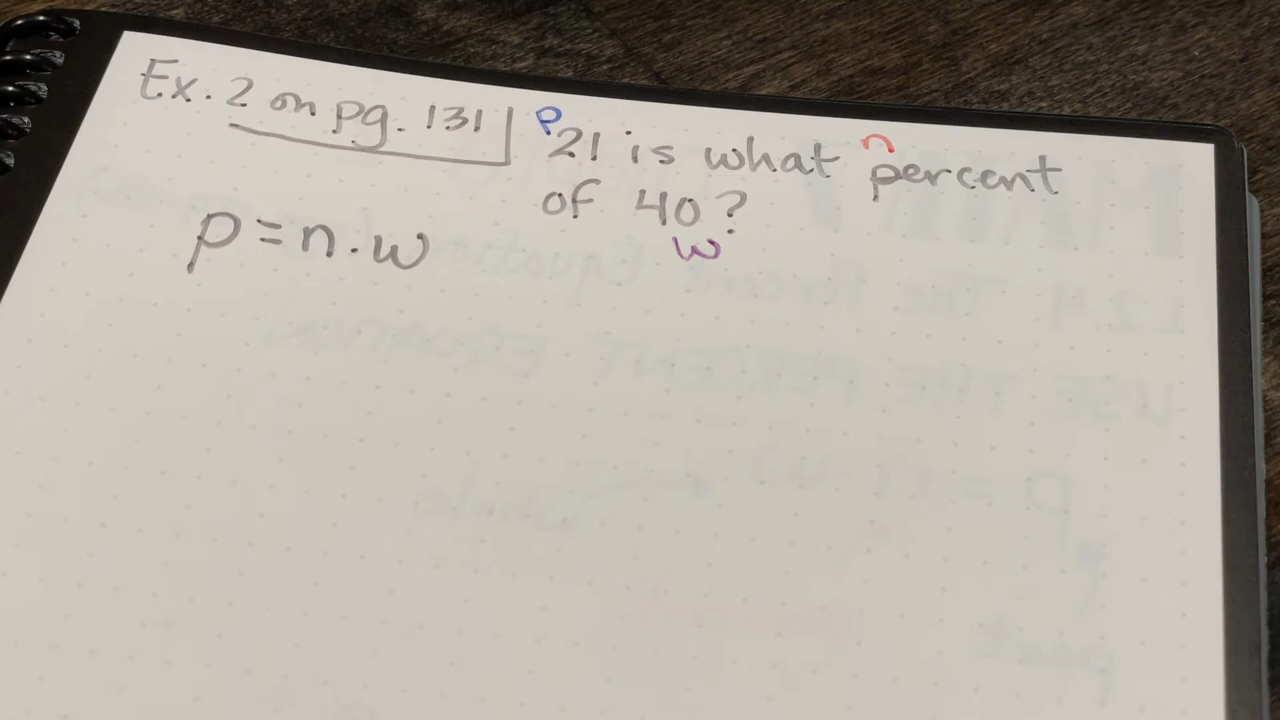 Ex. 2 on pg. 131
p
n
21 is what percent
of 40?
w
p = n · w